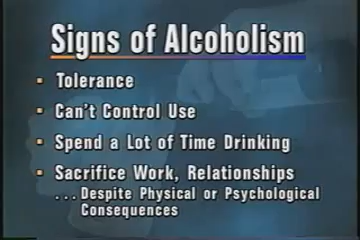 Signs of Alcoholism
Tolerance
Can't Control Use
Spend a Lot of Time Drinking
Sacrifice Work, Relationships
...Despite Physical or Psychological
Consequences